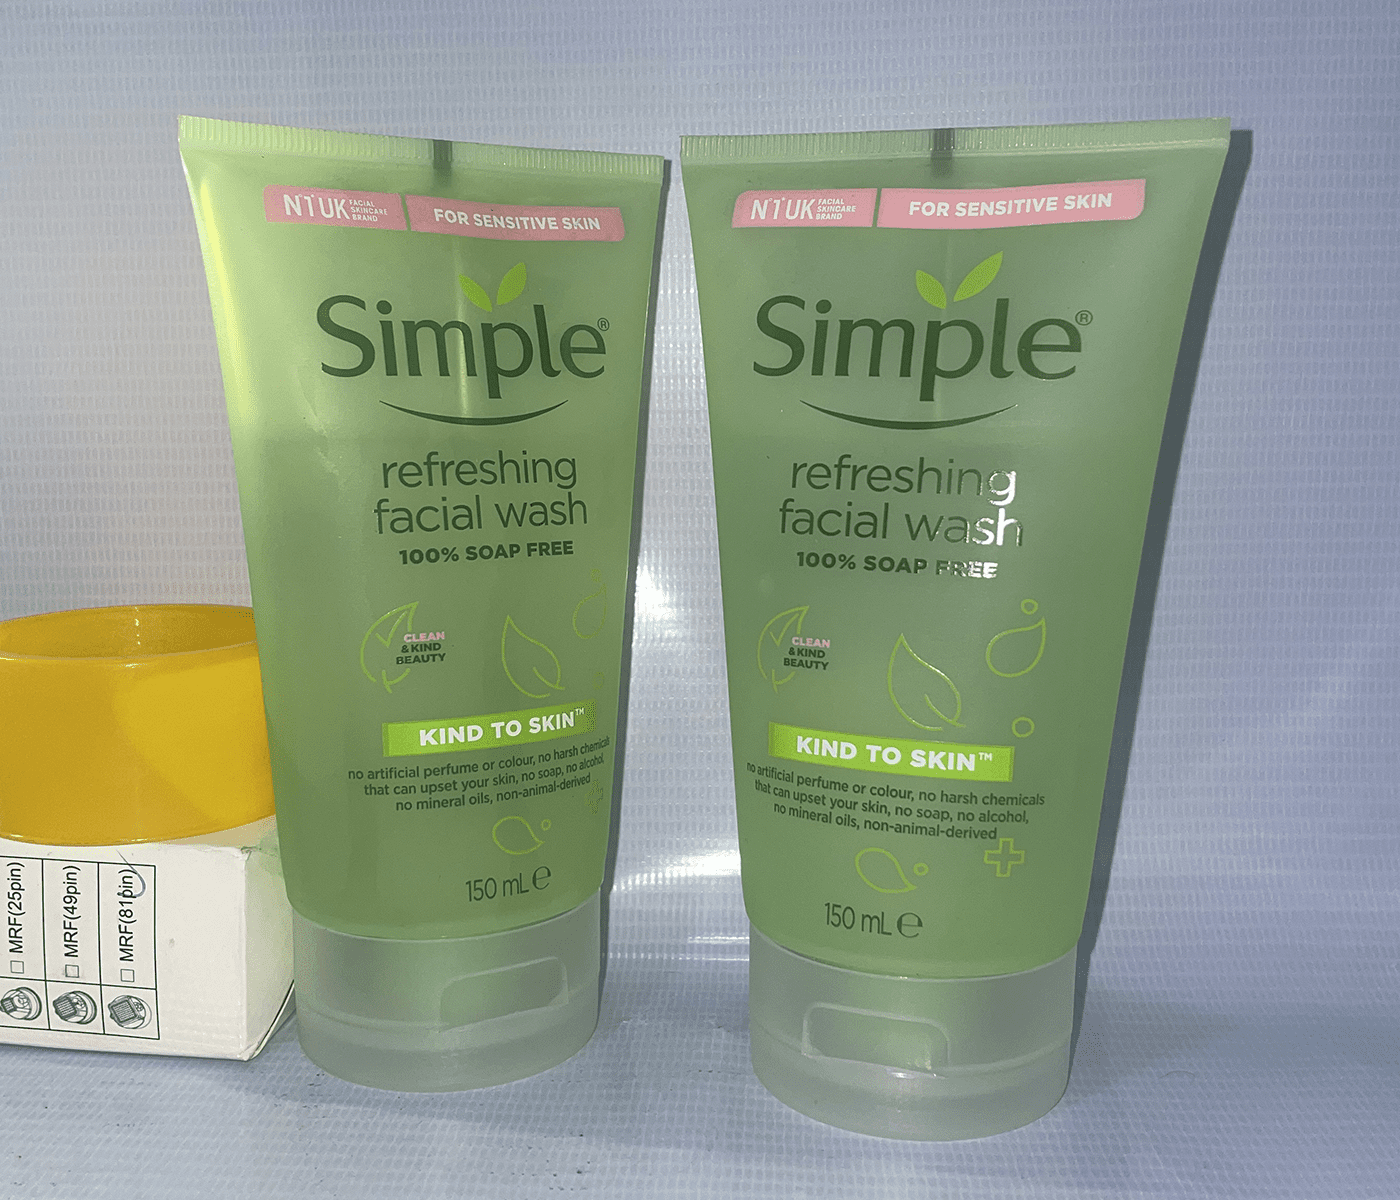 N°1 UK FACIAL SKINCARE BRAND
FOR SENSITIVE SKIN
Simple®
refreshing
facial wash
100% SOAP FREE
CLEAN
& KIND
BEAUTY
KIND TO SKIN™
no artificial perfume or colour, no harsh chemicals
that can upset your skin, no soap, no alcohol,
no mineral oils, non-animal-derived
150 mL ℮
N°1 UK FACIAL SKINCARE BRAND
FOR SENSITIVE SKIN
Simple®
refreshing
facial wash
100% SOAP FREE
CLEAN
& KIND
BEAUTY
KIND TO SKIN™
no artificial perfume or colour, no harsh chemicals
that can upset your skin, no soap, no alcohol,
no mineral oils, non-animal-derived
150 mL ℮
MRF(25pin)
MRF(49pin)
MRF(81pin)